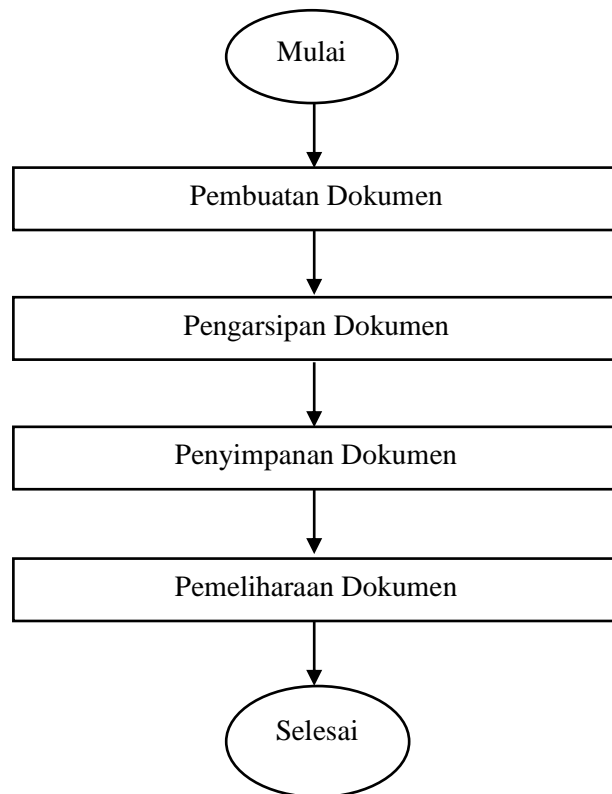 Mulai
Pembuatan Dokumen
Pengarsipan Dokumen
Penyimpanan Dokumen
Pemeliharaan Dokumen
Selesai